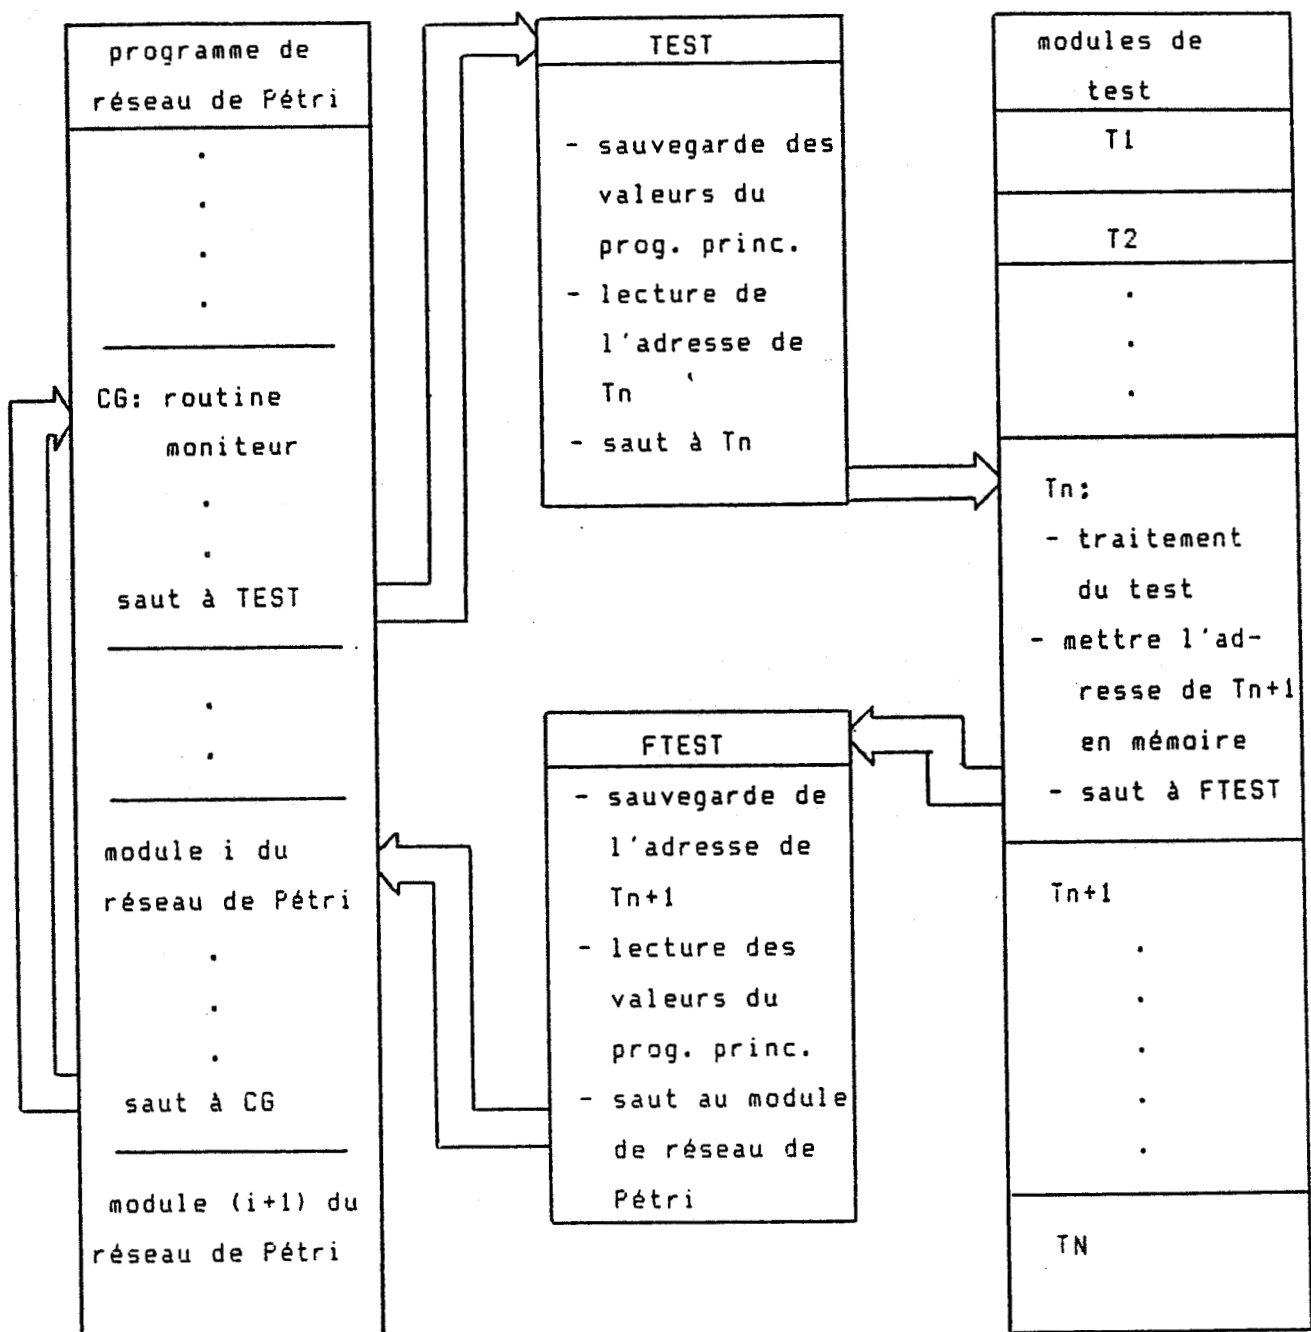 programme de
réseau de Pétri
CG: routine
moniteur
saut à TEST
module i du
réseau de Pétri
saut à CG
module (i+1) du
réseau de Pétri
TEST
- sauvegarde des
valeurs du
prog. princ.
- lecture de
l'adresse de
Tn
- saut à Tn
FTEST
- sauvegarde de
l'adresse de
Tn+1
- lecture des
valeurs du
prog. princ.
- saut au module
de réseau de
Pétri
modules de
test
T1
T2
Tn:
- traitement
du test
- mettre l'ad-
resse de Tn+1
en mémoire
- saut à FTEST
Tn+1
TN